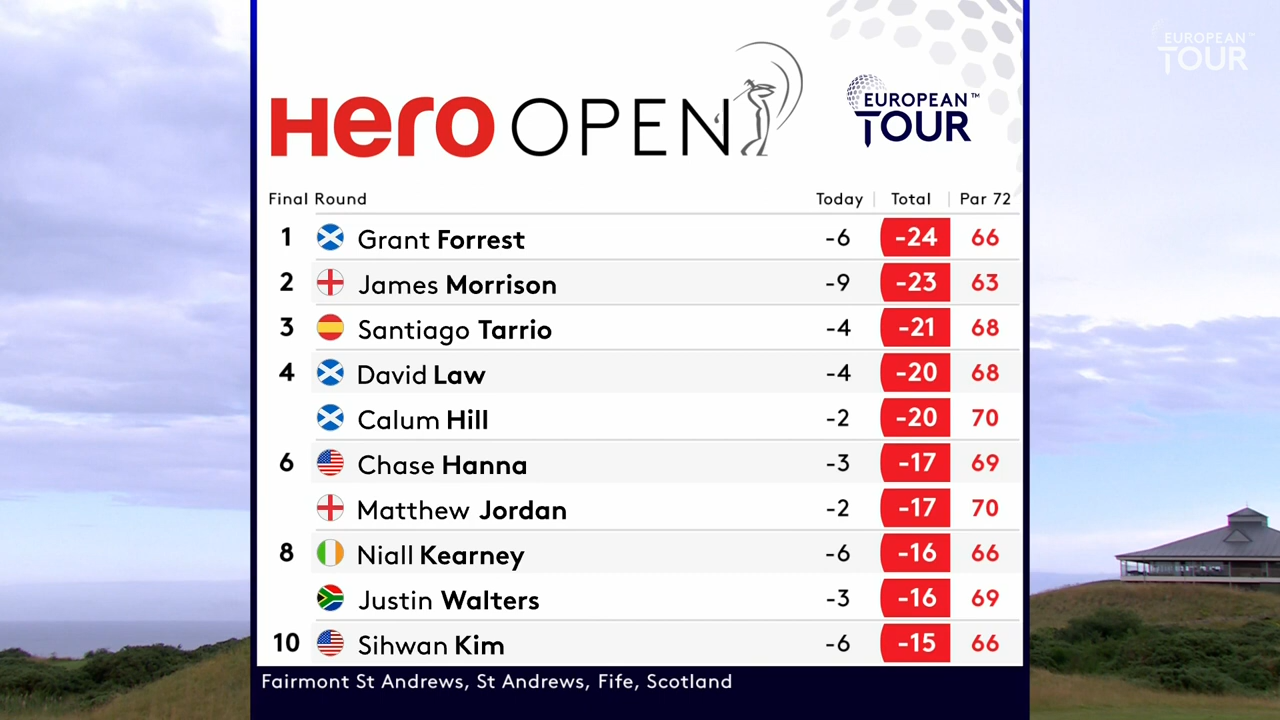 EUROPEAN™
TOUR
Hero OPEN
EUROPEAN™
TOUR
Final Round Today Total Par 72
1 Grant Forrest -6 -24 66
2 James Morrison -9 -23 63
3 Santiago Tarrio -4 -21 68
4 David Law -4 -20 68
Calum Hill -2 -20 70
6 Chase Hanna -3 -17 69
Matthew Jordan -2 -17 70
8 Niall Kearney -6 -16 66
Justin Walters -3 -16 69
10 Sihwan Kim -6 -15 66
Fairmont St Andrews, St Andrews, Fife, Scotland